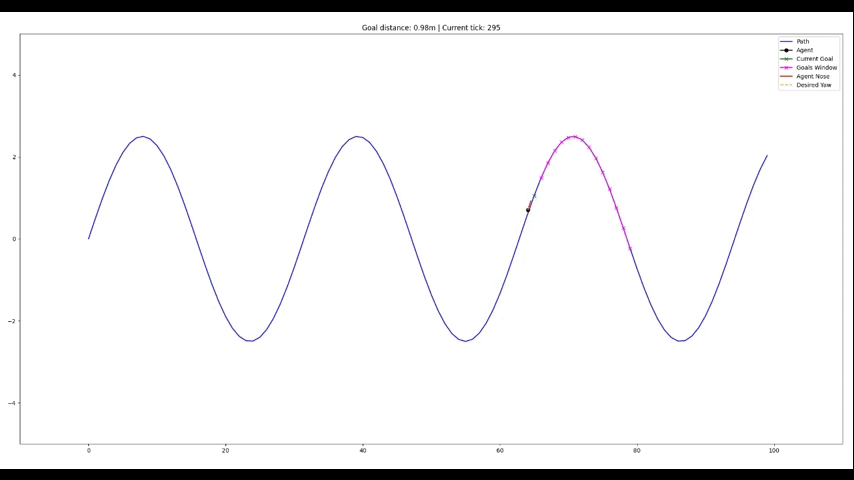 Goal distance: 0.98m | Current tick: 295
Path
Agent
Current Goal
Goals Window
Agent Nose
Desired Yaw
4
2
0
−2
−4
0 20 40 60 80 100